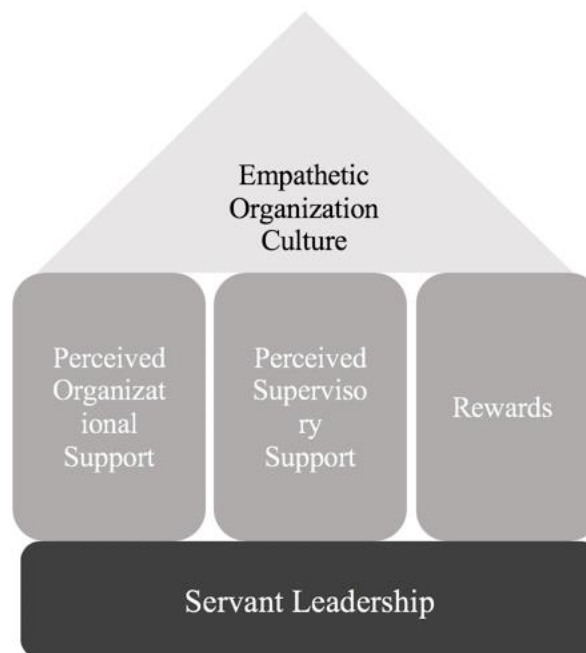 Empathetic
Organization
Culture
Perceived
Organizat
ional
Support
Perceived
Superviso
ry
Support
Rewards
Servant Leadership